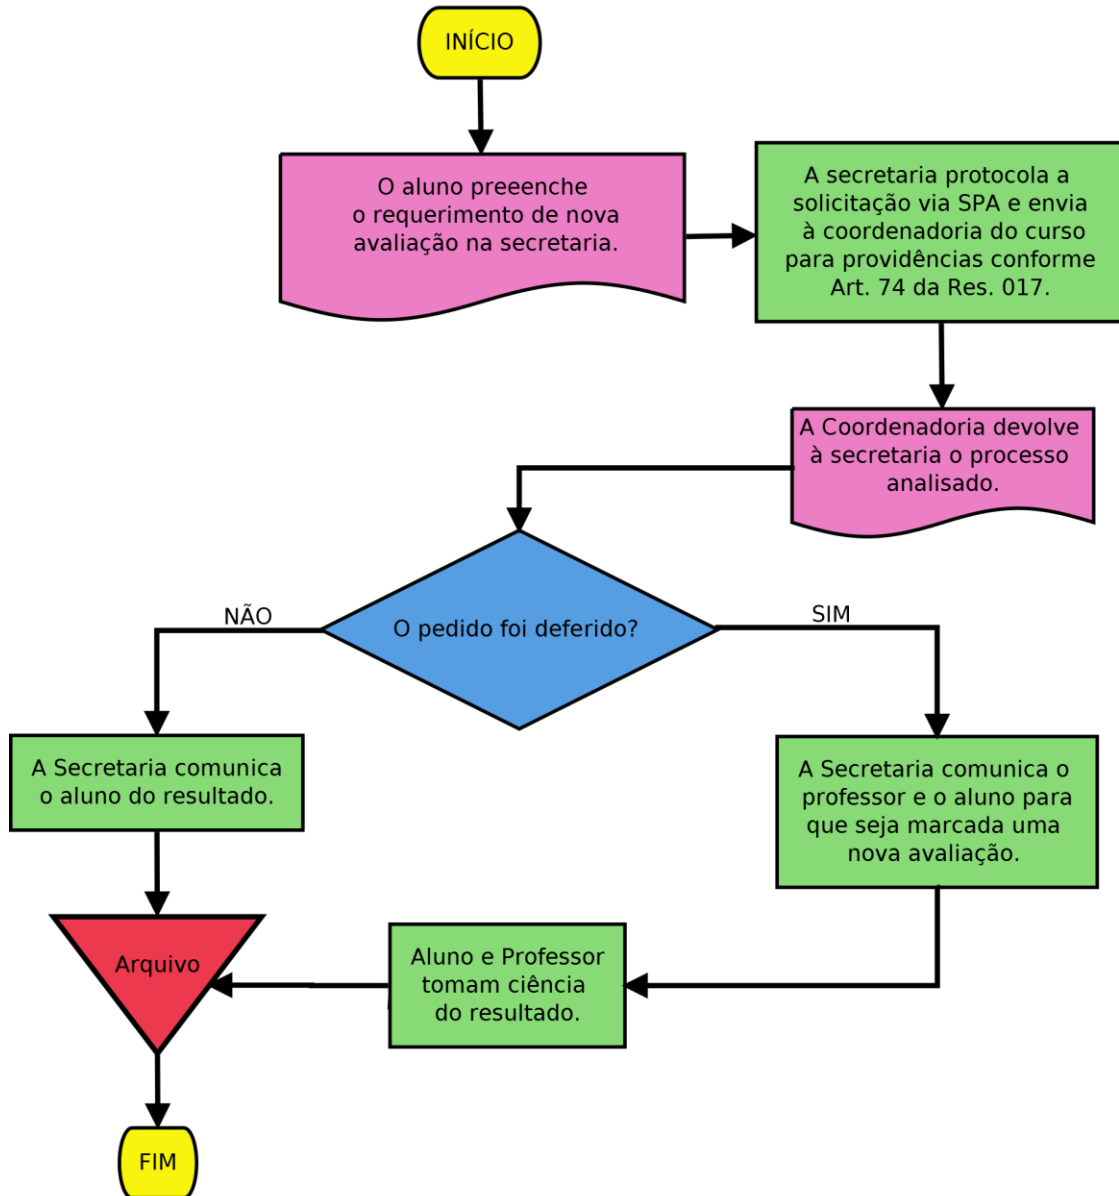 INÍCIO
O aluno preeenche
o requerimento de nova
avaliação na secretaria.
A secretaria protocola a
solicitação via SPA e envia
à coordenadoria do curso
para providências conforme
Art. 74 da Res. 017.
A Coordenadoria devolve
à secretaria o processo
analisado.
O pedido foi deferido?
NÃO
SIM
A Secretaria comunica
o aluno do resultado.
A Secretaria comunica o
professor e o aluno para
que seja marcada uma
nova avaliação.
Aluno e Professor
tomam ciência
do resultado.
Arquivo
FIM